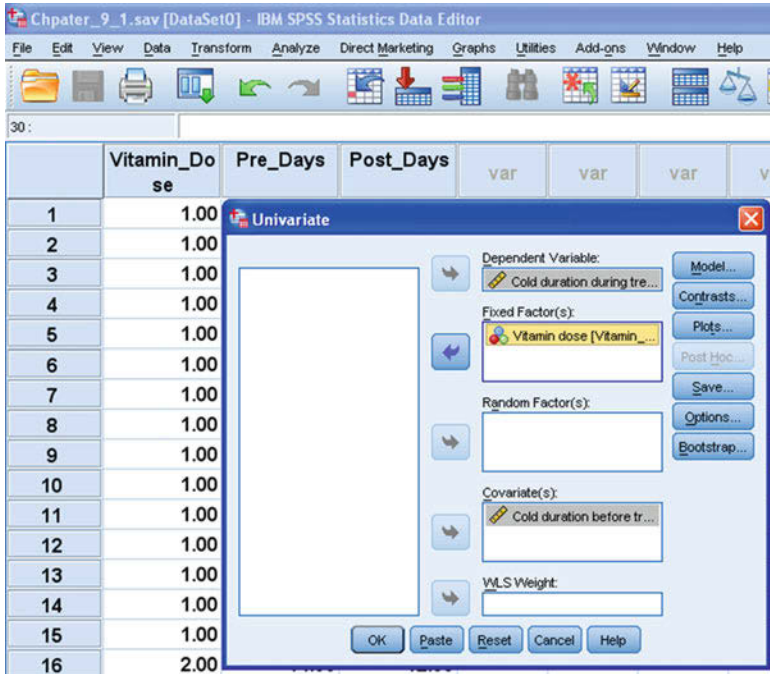 Chpater_9_1.sav [DataSet0] - IBM SPSS Statistics Data Editor
File Edit View Data Transform Analyze Direct Marketing Graphs Utilities Add-ons Window Help
30 :
Vitamin_Do
se
Pre_Days
Post_Days
var
var
var
1 1.00
2 1.00
3 1.00
4 1.00
5 1.00
6 1.00
7 1.00
8 1.00
9 1.00
10 1.00
11 1.00
12 1.00
13 1.00
14 1.00
15 1.00
16 2.00
Univariate
Dependent Variable:
Cold duration during tre...
Fixed Factor(s):
Vitamin dose [Vitamin_...
Random Factor(s):
Covariate(s):
Cold duration before tr...
WLS Weight:
Model...
Contrasts...
Plots...
Post Hoc...
Save...
Options...
Bootstrap...
OK Paste Reset Cancel Help